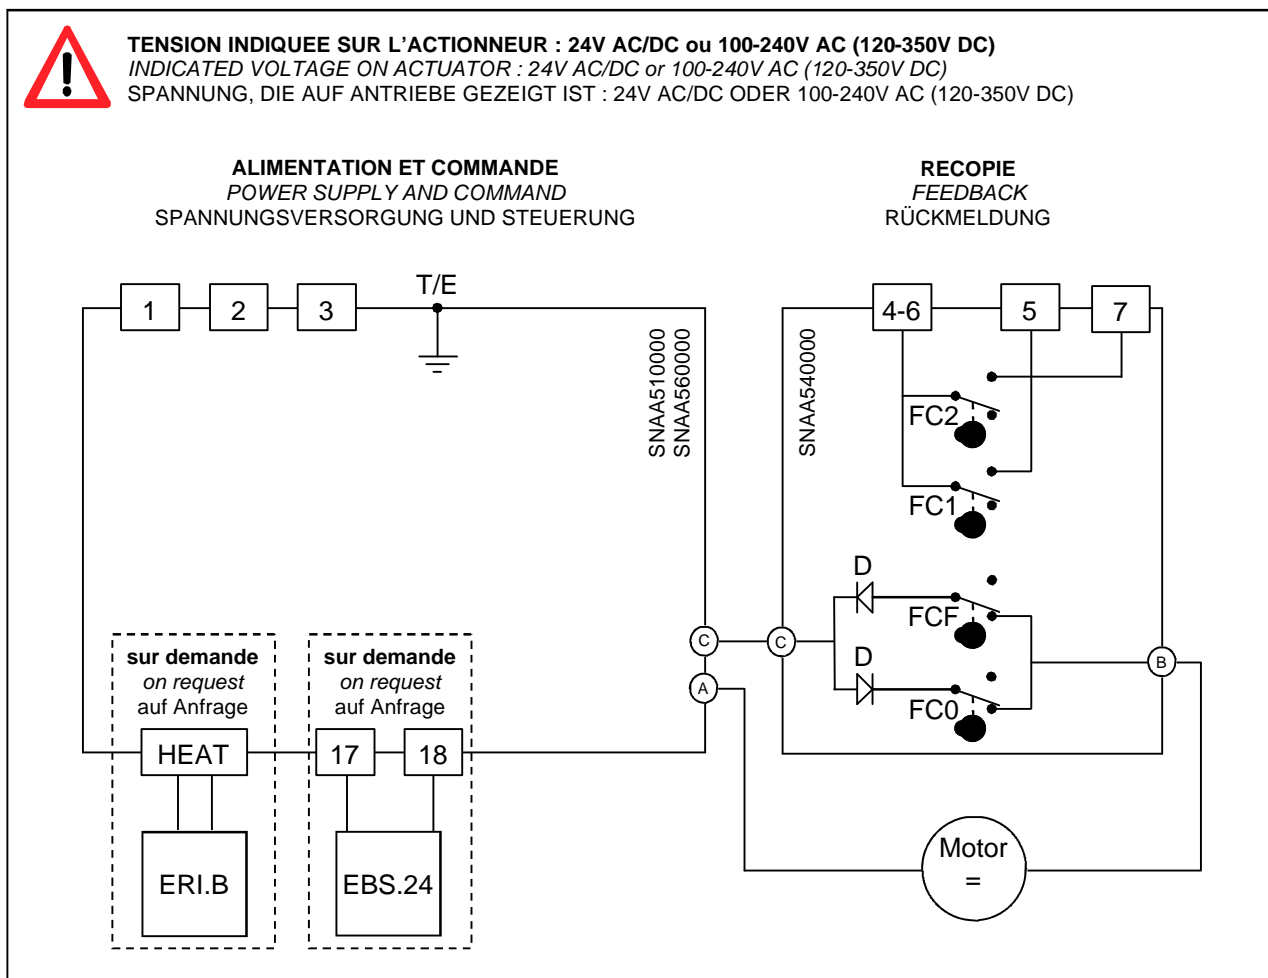 TENSION INDIQUEE SUR L'ACTIONNEUR : 24V AC/DC ou 100-240V AC (120-350V DC)
INDICATED VOLTAGE ON ACTUATOR : 24V AC/DC or 100-240V AC (120-350V DC)
SPANNUNG, DIE AUF ANTRIEBE GEZEIGT IST : 24V AC/DC ODER 100-240V AC (120-350V DC)
ALIMENTATION ET COMMANDE
POWER SUPPLY AND COMMAND
SPANNUNGSVERSORGUNG UND STEUERUNG
RECOPIE
FEEDBACK
RÜCKMELDUNG
T/E
1
2
3
4-6
5
7
SNAA510000
SNAA560000
SNAA540000
FC2
FC1
D
FCF
C
C
D
A
B
FC0
sur demande
on request
auf Anfrage
sur demande
on request
auf Anfrage
HEAT
17
18
ERI.B
EBS.24
Motor
=